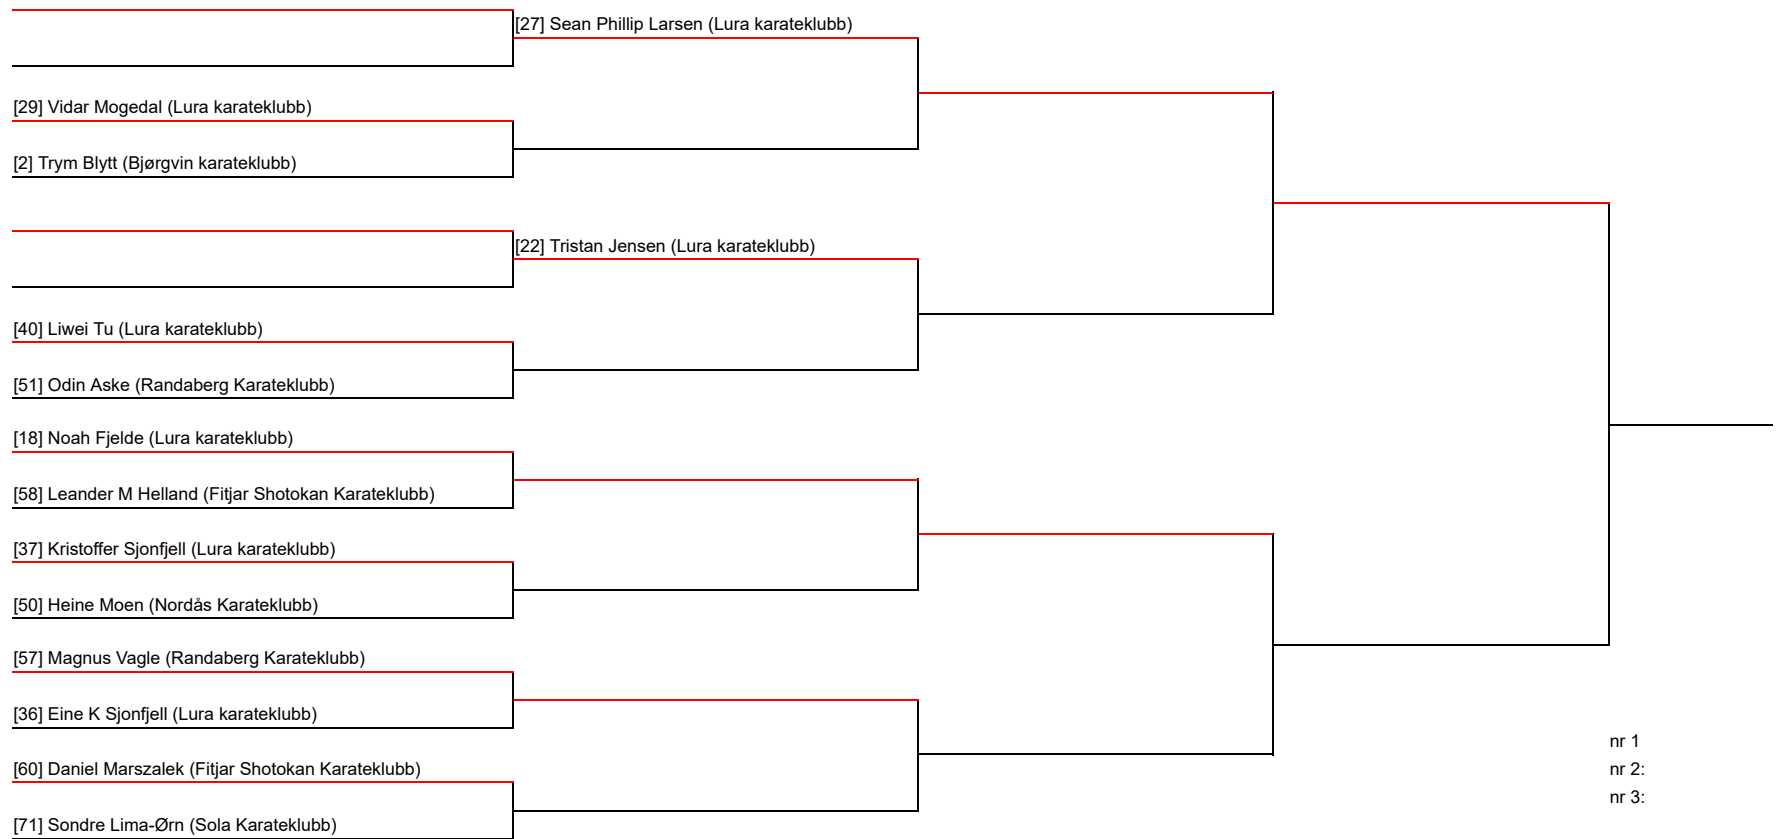 [27] Sean Phillip Larsen (Lura karateklubb)
[29] Vidar Mogedal (Lura karateklubb)
[2] Trym Blytt (Bjørgvin karateklubb)
[22] Tristan Jensen (Lura karateklubb)
[40] Liwei Tu (Lura karateklubb)
[51] Odin Aske (Randaberg Karateklubb)
[18] Noah Fjelde (Lura karateklubb)
[58] Leander M Helland (Fitjar Shotokan Karateklubb)
[37] Kristoffer Sjonfjell (Lura karateklubb)
[50] Heine Moen (Nordås Karateklubb)
[57] Magnus Vagle (Randaberg Karateklubb)
[36] Eine K Sjonfjell (Lura karateklubb)
[60] Daniel Marszalek (Fitjar Shotokan Karateklubb)
[71] Sondre Lima-Ørn (Sola Karateklubb)
nr 1
nr 2:
nr 3: